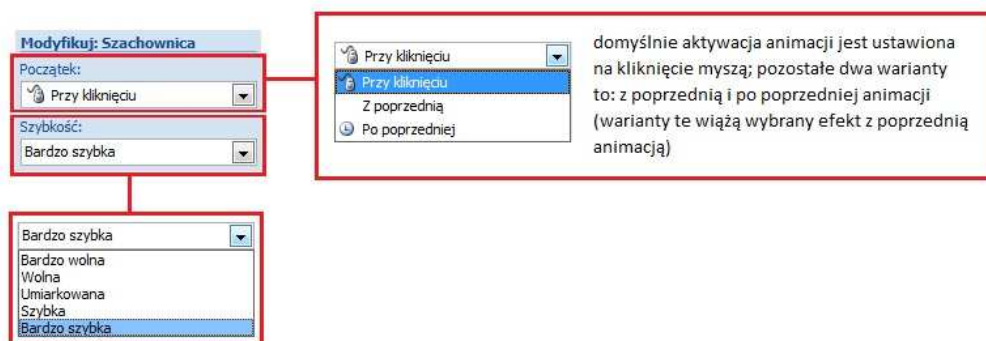 Modyfikuj: Szachownica
Początek:
Przy kliknięciu
Szybkość:
Bardzo szybka
Przy kliknięciu
Przy kliknięciu
Z poprzednią
Po poprzedniej
domyślnie aktywacja animacji jest ustawiona
na kliknięcie myszą; pozostałe dwa warianty
to: z poprzednią i po poprzedniej animacji
(warianty te wiążą wybrany efekt z poprzednią
animacją)
Bardzo szybka
Bardzo wolna
Wolna
Umiarkowana
Szybka
Bardzo szybka